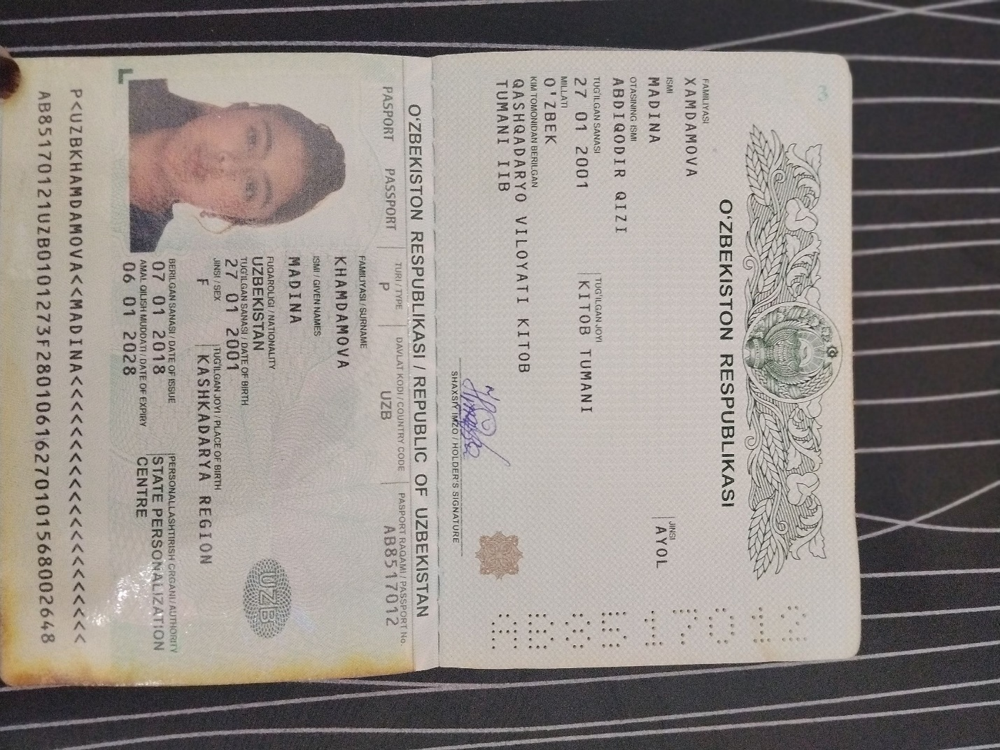 3
O‘ZBEKISTON RESPUBLIKASI
FAMILIYASI
XAMDAMOVA
ISMI
MADINA
JINSI
AYOL
OTASINING ISMI
ABDIQODIR QIZI
TUG‘ILGAN SANASI
27 01 2001
TUG‘ILGAN JOYI
KITOB TUMANI
MILLATI
O'ZBEK
KIM TOMONIDAN BERILGAN
QASHQADARYO VILOYATI KITOB
TUMANI IIB
SHAXSIY IMZO / HOLDER'S SIGNATURE
AB8517012
O‘ZBEKISTON RESPUBLIKASI / REPUBLIC OF UZBEKISTAN
PASPORT PASSPORT
TURI / TYPE
P
DAVLAT KODI / COUNTRY CODE
UZB
PASPORT RAQAMI / PASSPORT No.
AB8517012
FAMILIYASI / SURNAME
KHAMDAMOVA
ISMI / GIVEN NAMES
MADINA
FUQAROLIGI / NATIONALITY
UZBEKISTAN
TUG‘ILGAN SANASI / DATE OF BIRTH
27 01 2001
JINSI / SEX
F
TUG‘ILGAN JOYI / PLACE OF BIRTH
KASHKADARYA REGION
BERILGAN SANASI / DATE OF ISSUE
07 01 2018
PERSONALLASHTIRISH ORGANI / AUTHORITY
STATE PERSONALIZATION
CENTRE
AMAL QILISH MUDDATI / DATE OF EXPIRY
06 01 2028
UZB
P<UZBKHAMDAMOVA<<MADINA<<<<<<<<<<<<<<<<<<<<<
AB85170121UZB0101273F28010616270101568002648